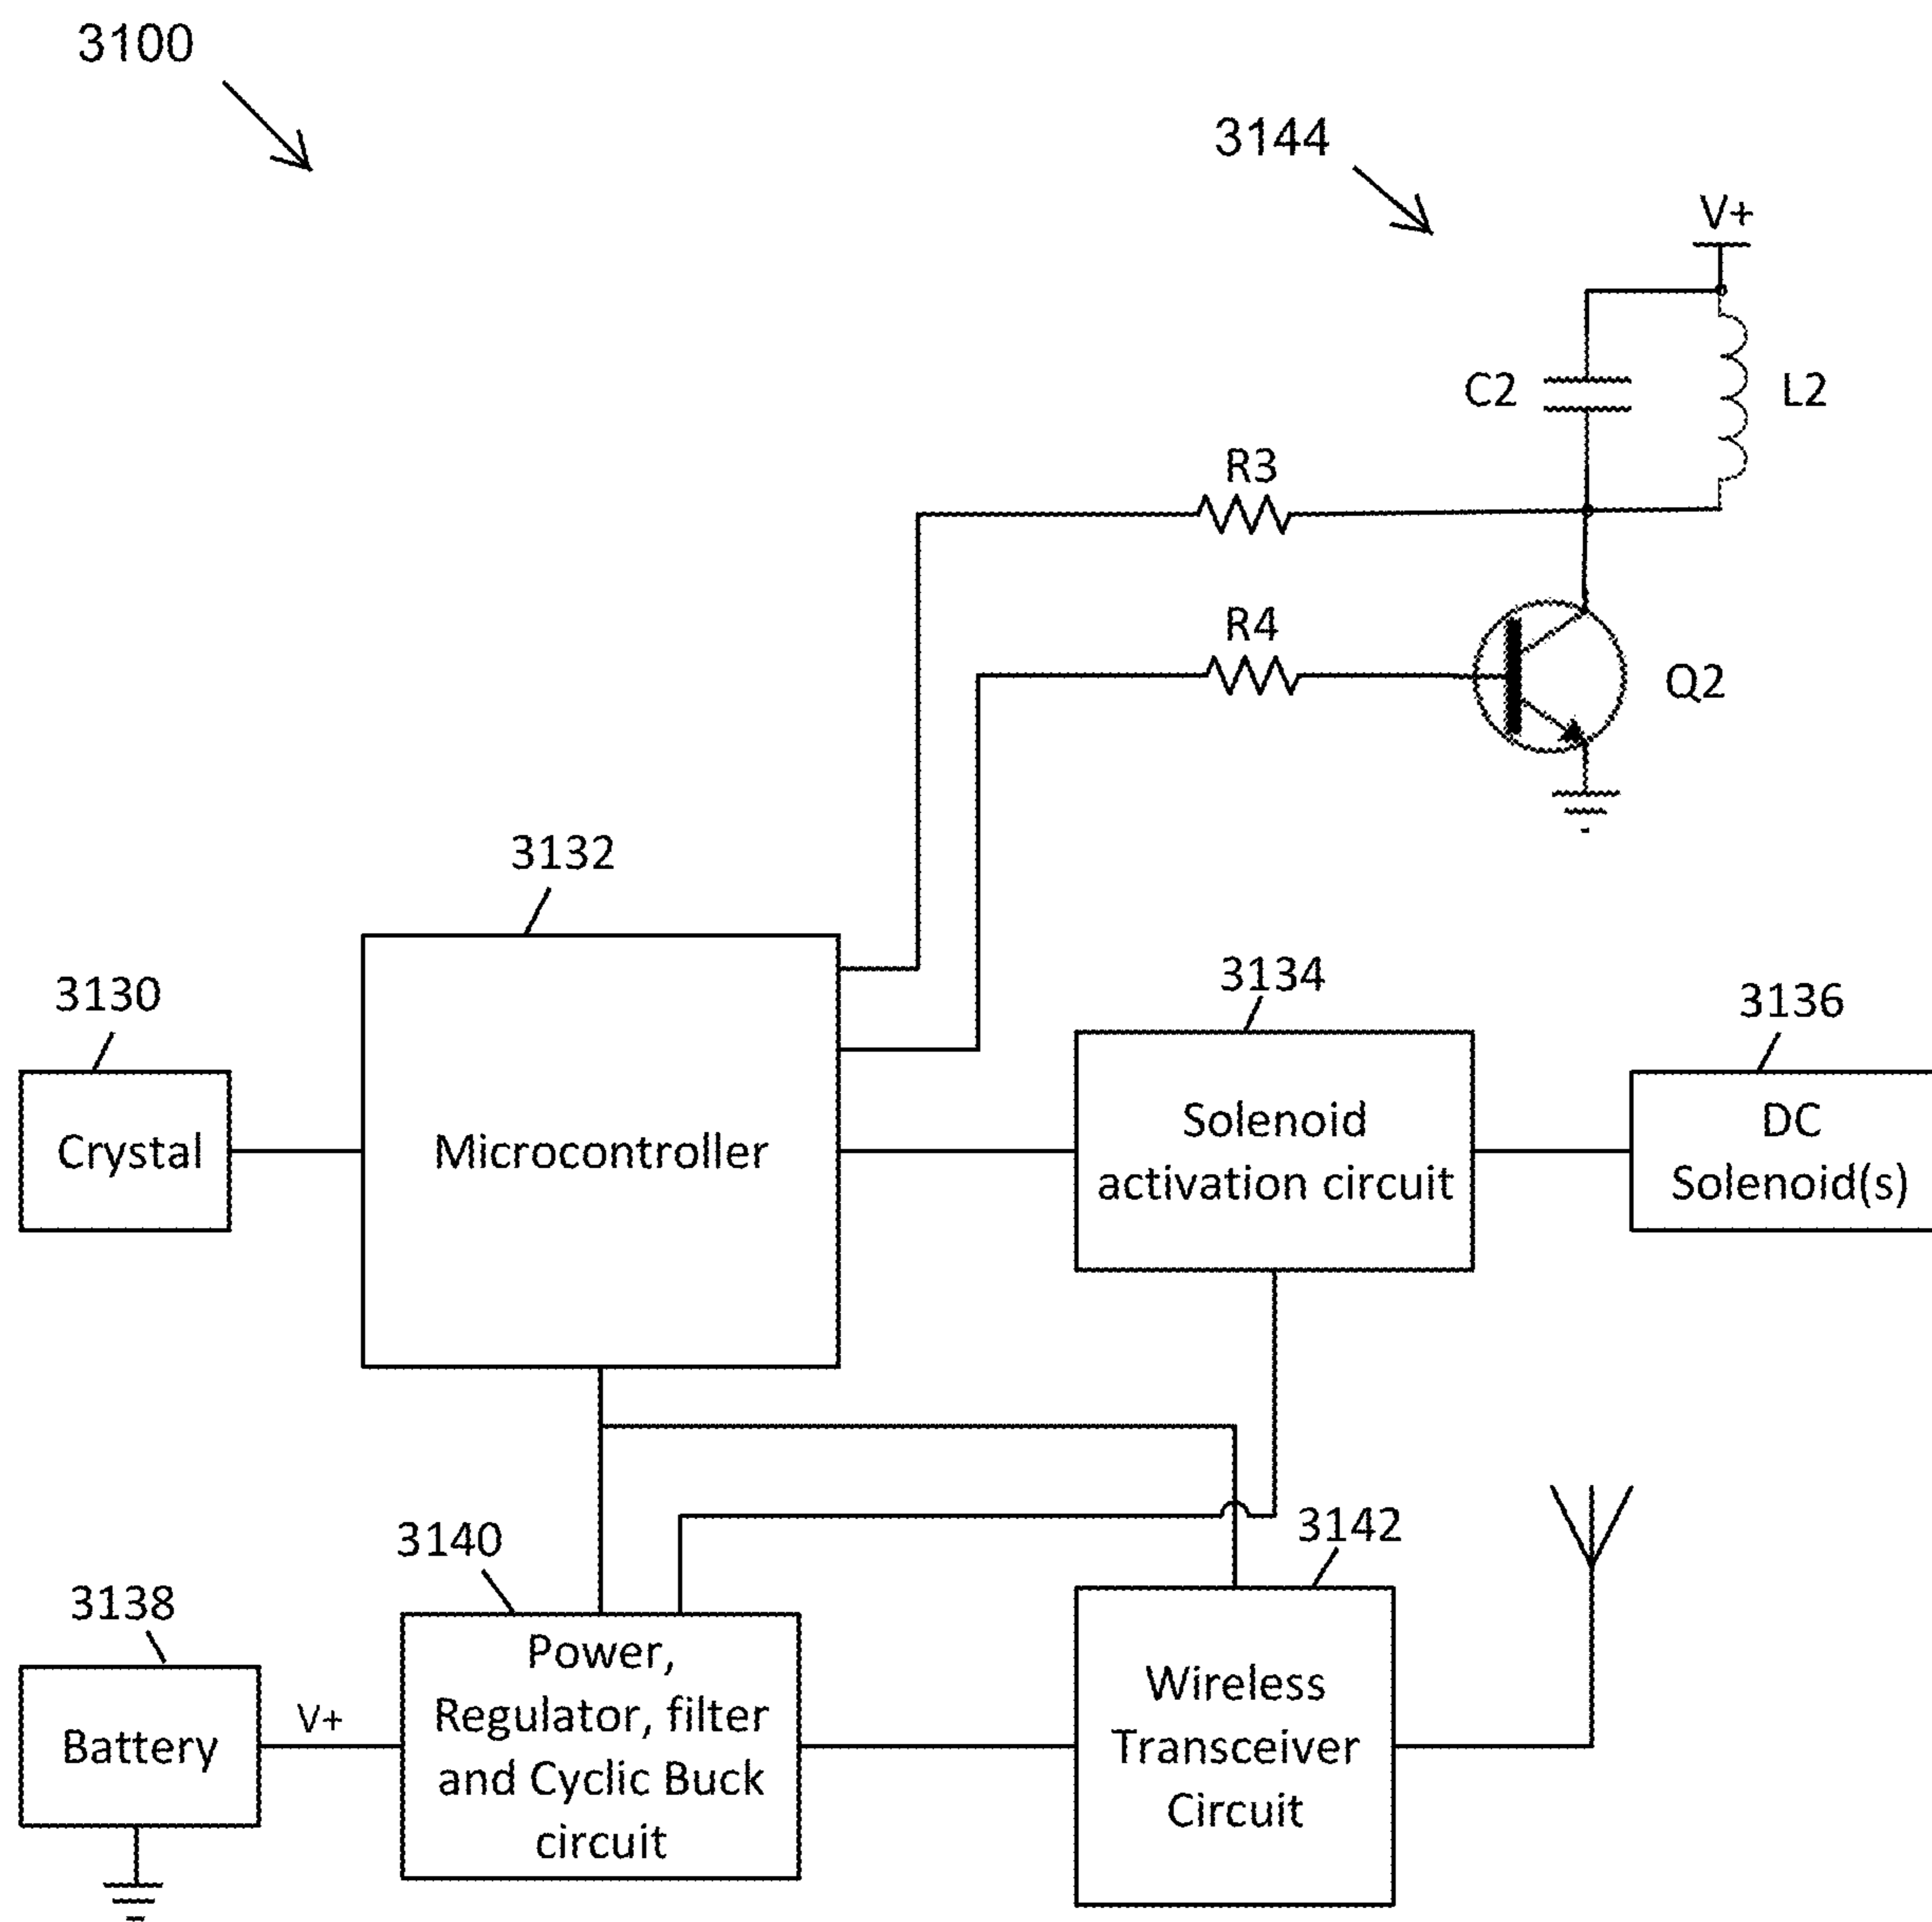 3100
3144
V+
C2
L2
R3
R4
Q2
3132
3130
3134
3136
Crystal
Microcontroller
Solenoid
activation circuit
DC
Solenoid(s)
3140
3142
3138
Battery
V+
Power,
Regulator, filter
and Cyclic Buck
circuit
Wireless
Transceiver
Circuit